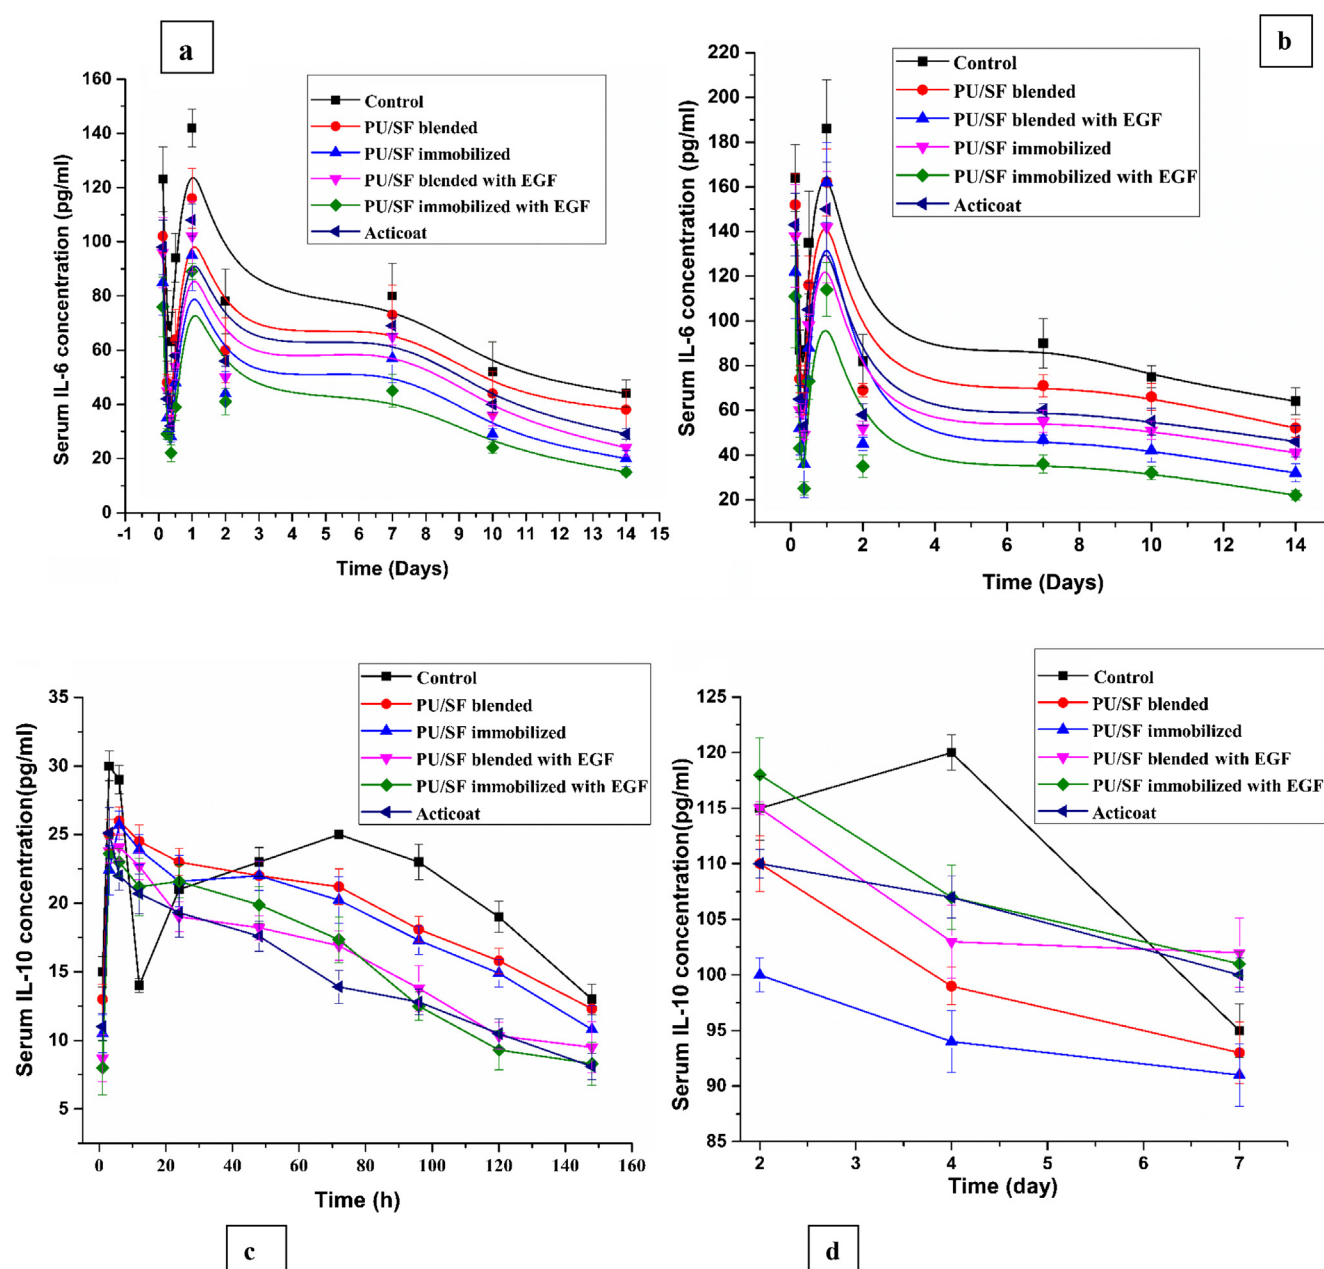 a
Serum IL-6 concentration (pg/ml)
160
140
120
100
80
60
40
20
0
-1 0 1 2 3 4 5 6 7 8 9 10 11 12 13 14 15
Time (Days)
Control
PU/SF blended
PU/SF immobilized
PU/SF blended with EGF
PU/SF immobilized with EGF
Acticoat
b
Serum IL-6 concentration (pg/ml)
220
200
180
160
140
120
100
80
60
40
20
0 2 4 6 8 10 12 14
Time (Days)
Control
PU/SF blended
PU/SF blended with EGF
PU/SF immobilized
PU/SF immobilized with EGF
Acticoat
Serum IL-10 concentration(pg/ml)
35
30
25
20
15
10
5
0 20 40 60 80 100 120 140 160
Time (h)
Control
PU/SF blended
PU/SF immobilized
PU/SF blended with EGF
PU/SF immobilized with EGF
Acticoat
c
Serum IL-10 concentration(pg/ml)
125
120
115
110
105
100
95
90
85
2 3 4 5 6 7
Time (day)
Control
PU/SF blended
PU/SF immobilized
PU/SF blended with EGF
PU/SF immobilized with EGF
Acticoat
d